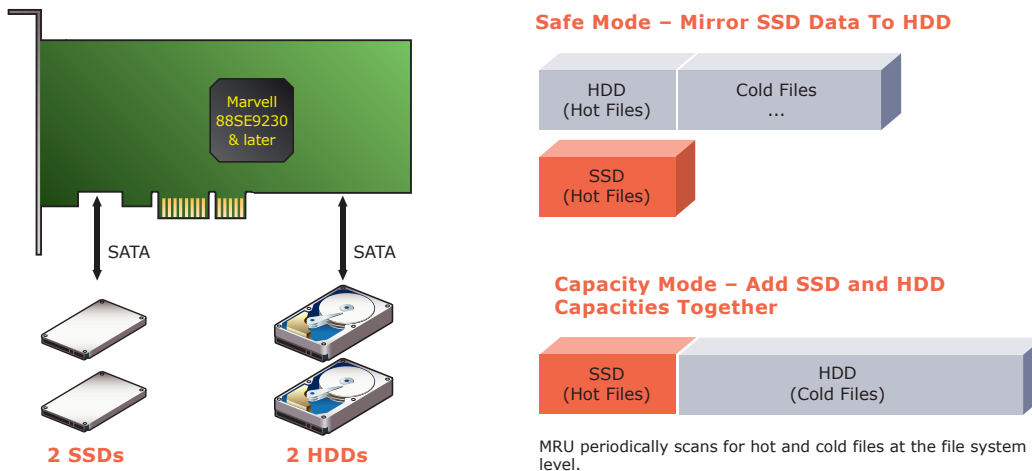 Marvell
88SE9230
& later
SATA
SATA
2 SSDs
2 HDDs
Safe Mode – Mirror SSD Data To HDD
HDD
(Hot Files)
Cold Files
...
SSD
(Hot Files)
Capacity Mode – Add SSD and HDD
Capacities Together
SSD
(Hot Files)
HDD
(Cold Files)
MRU periodically scans for hot and cold files at the file system
level.